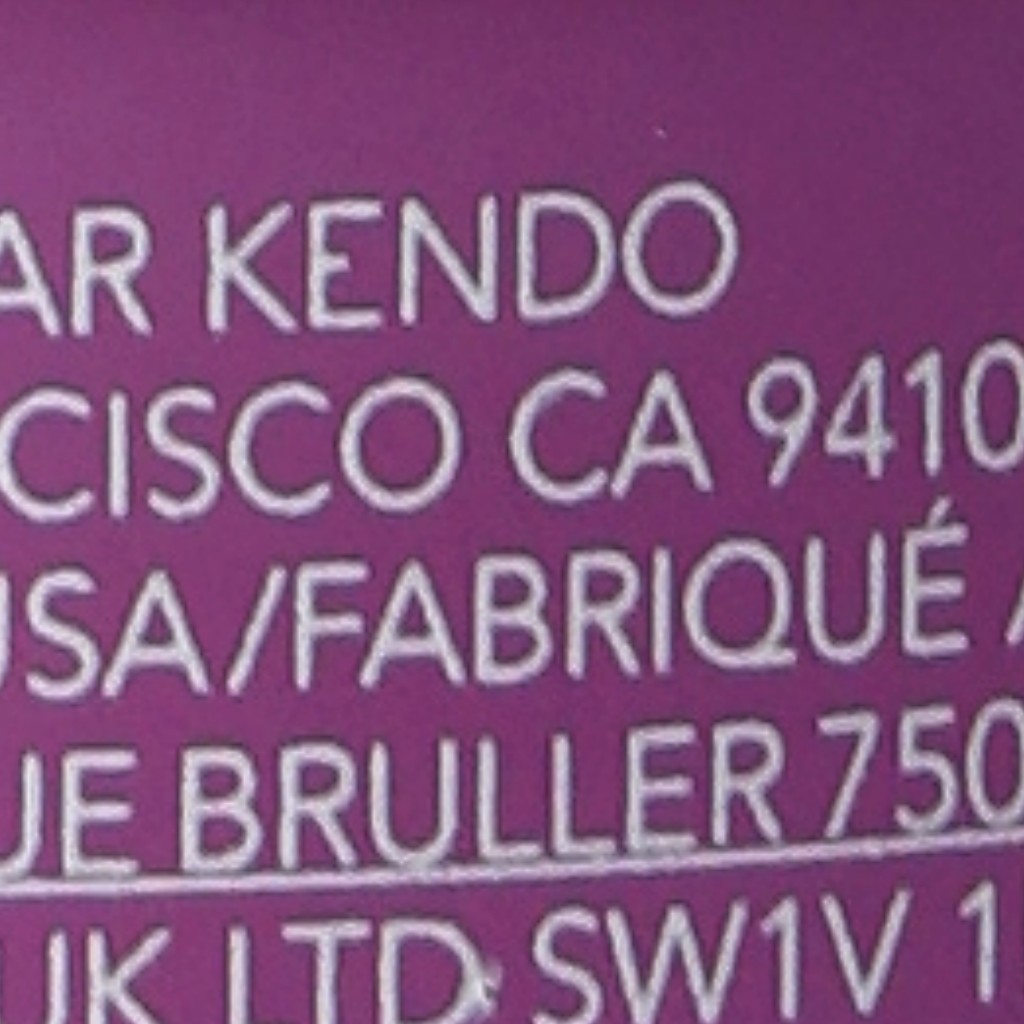 AR KENDO
CISCO CA 9410
USA/FABRIQUÉ
UE BRULLER 750
UK LTD SW1V 1